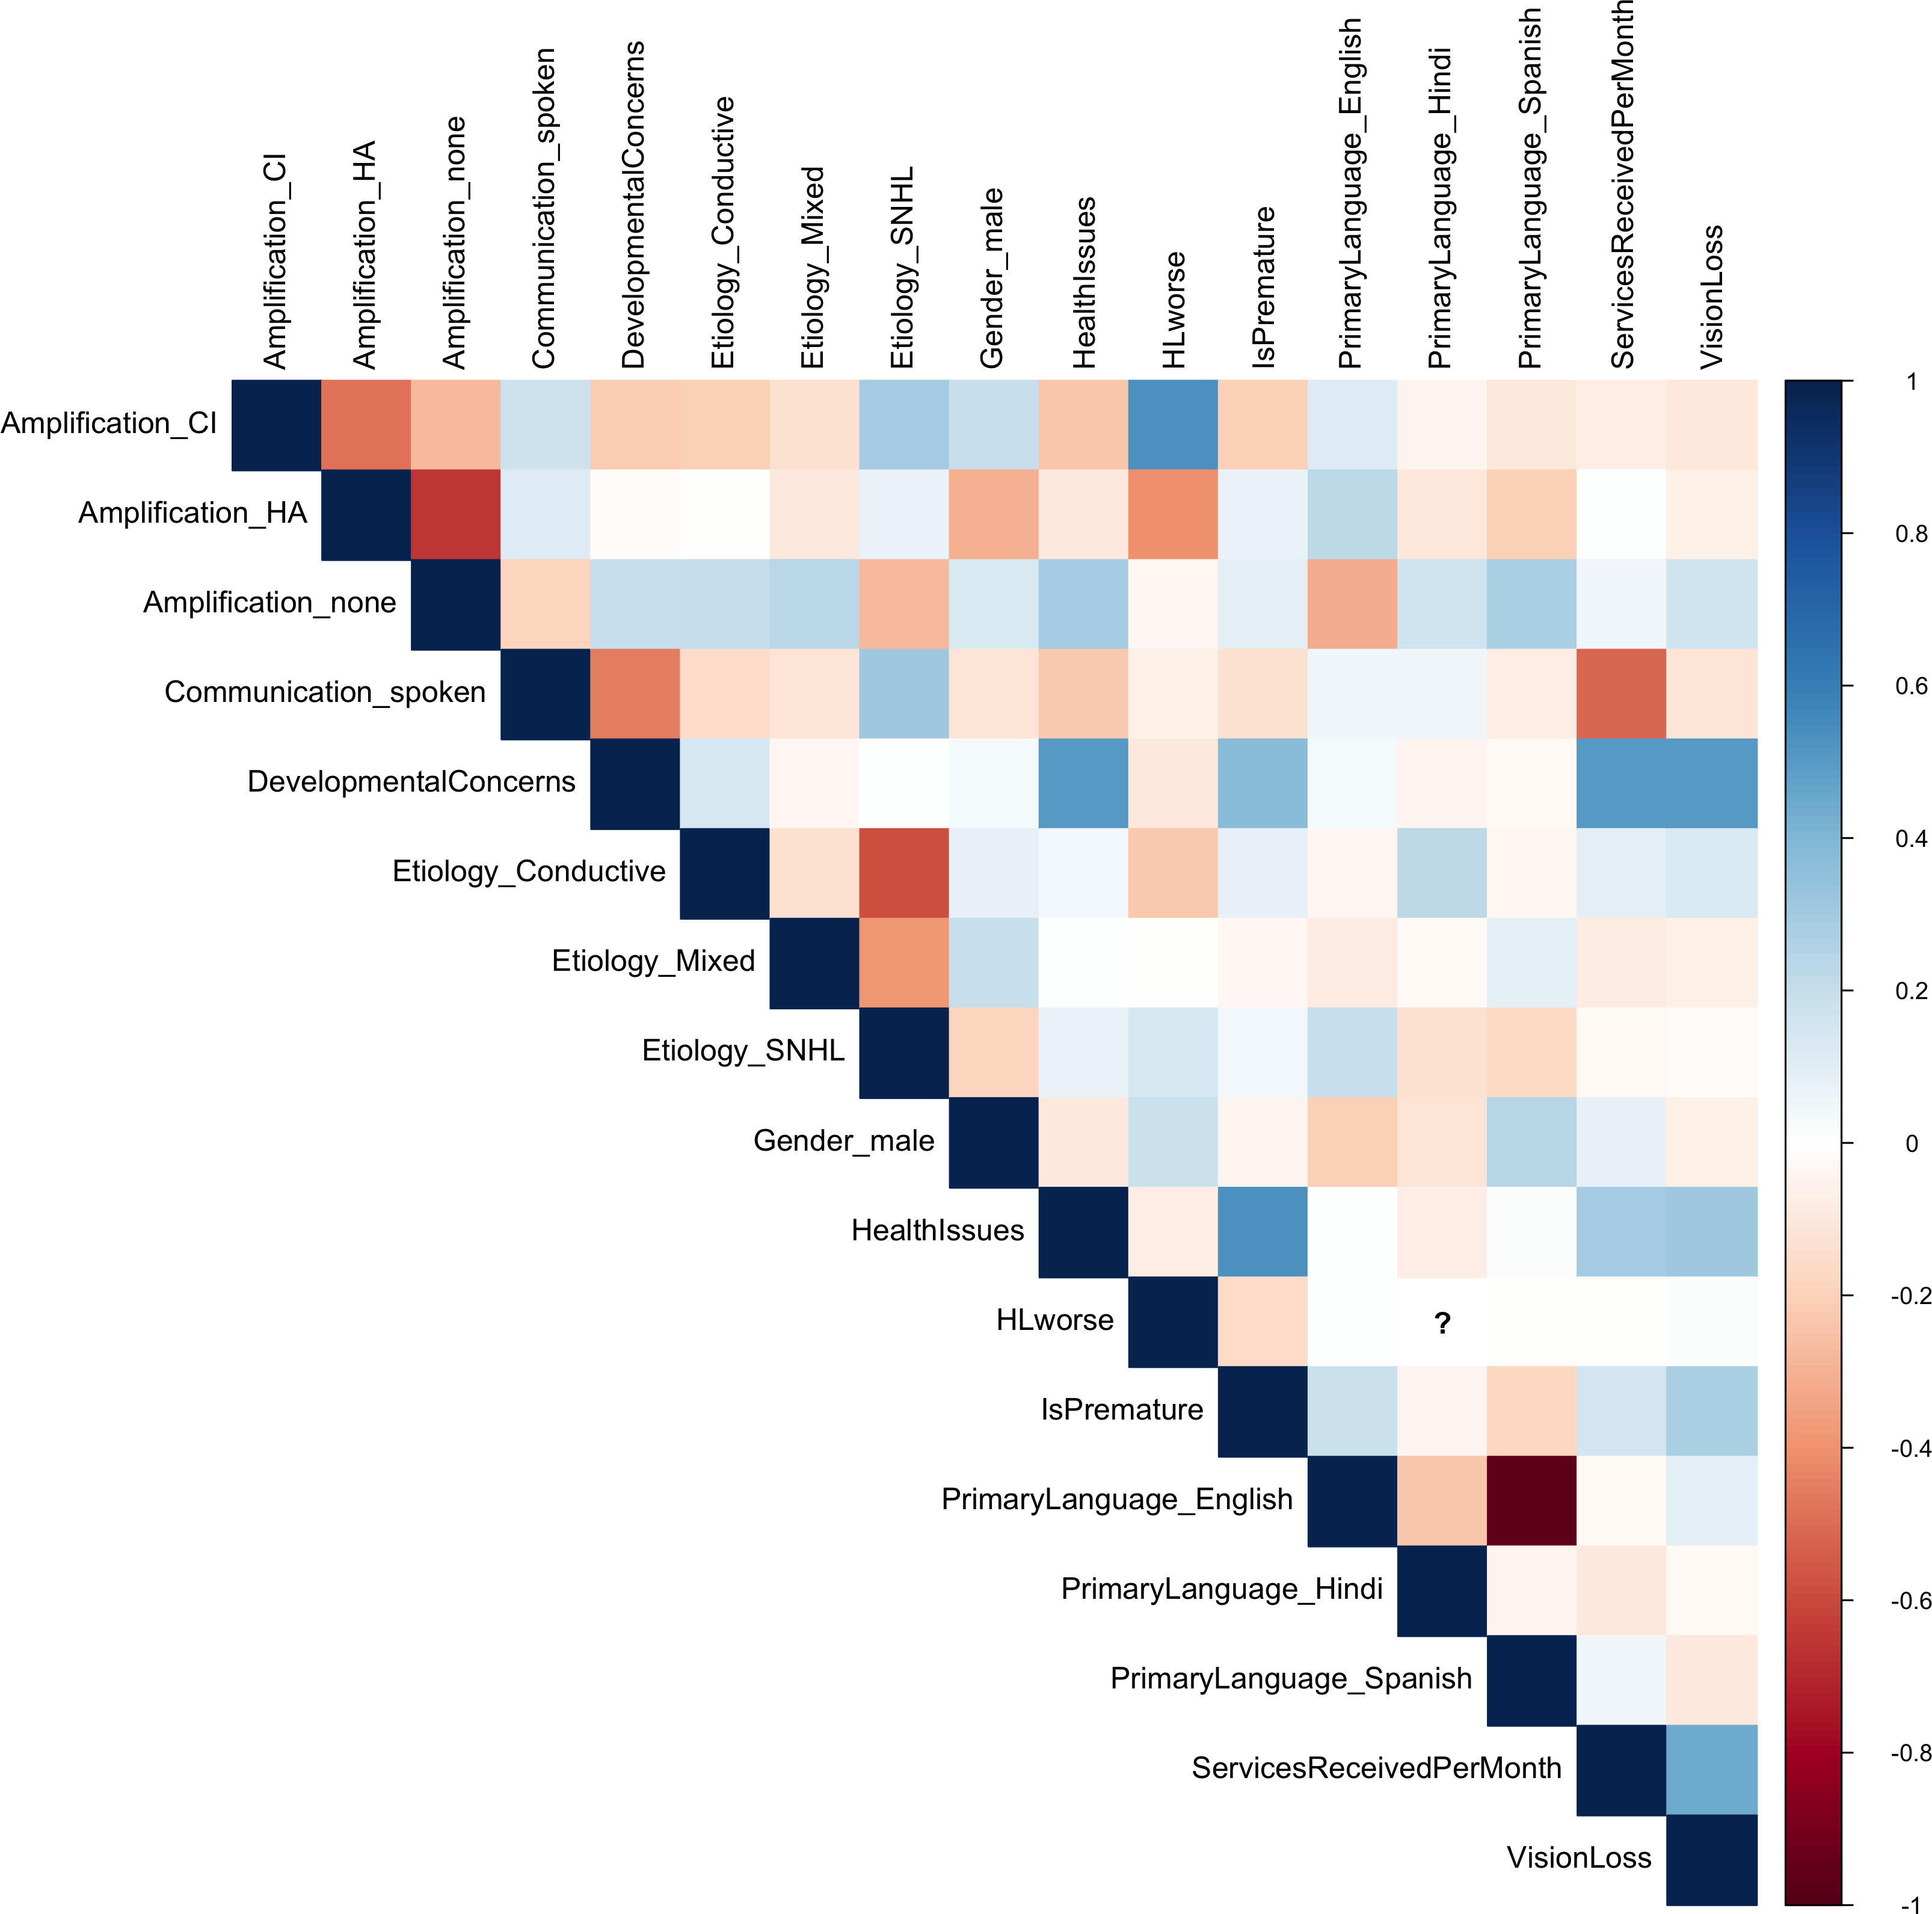 Amplification_CI
Amplification_HA
Amplification_none
Communication_spoken
DevelopmentalConcerns
Etiology_Conductive
Etiology_Mixed
Etiology_SNHL
Gender_male
HealthIssues
HLworse
IsPremature
PrimaryLanguage_English
PrimaryLanguage_Hindi
PrimaryLanguage_Spanish
ServicesReceivedPerMonth
VisionLoss
Amplification_CI
Amplification_HA
Amplification_none
Communication_spoken
DevelopmentalConcerns
Etiology_Conductive
Etiology_Mixed
Etiology_SNHL
Gender_male
HealthIssues
HLworse
?
IsPremature
PrimaryLanguage_English
PrimaryLanguage_Hindi
PrimaryLanguage_Spanish
ServicesReceivedPerMonth
VisionLoss
1
0.8
0.6
0.4
0.2
0
-0.2
-0.4
-0.6
-0.8
-1